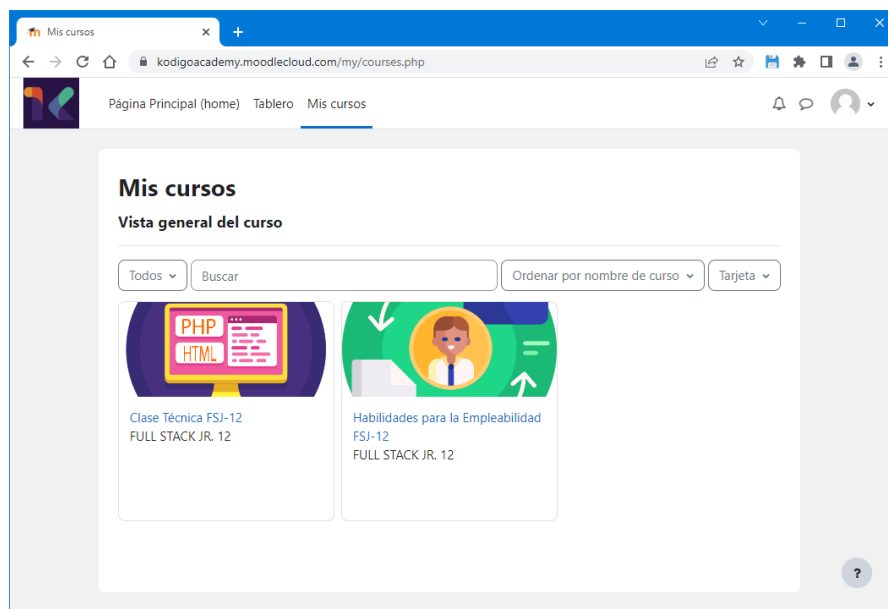 Mis cursos
kodigoacademy.moodlecloud.com/my/courses.php
Página Principal (home) Tablero Mis cursos
Mis cursos
Vista general del curso
Todos Buscar Ordenar por nombre de curso Tarjeta
PHP
HTML
Clase Técnica FSJ-12
FULL STACK JR. 12
Habilidades para la Empleabilidad
FSJ-12
FULL STACK JR. 12
?